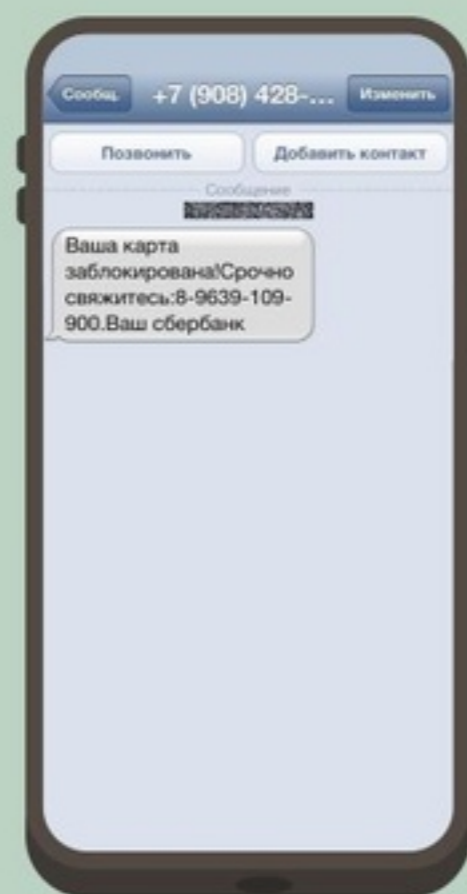 Сообщ.
+7 (908) 428-...
Изменить
Позвонить
Добавить контакт
Сообщение
Ваша карта
заблокирована!Срочно
свяжитесь:8-9639-109-
900.Ваш сбербанк